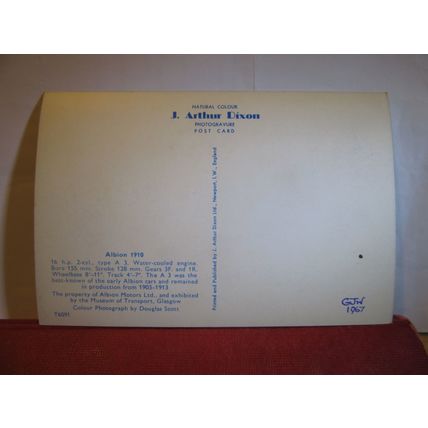 NATURAL COLOUR
J. Arthur Dixon
PHOTOGRAVURE
POST CARD
Printed and Published by J. Arthur Dixon Ltd., Newport, I.W., England
Albion 1910
16 h.p. 2-cyl., type A 3. Water-cooled engine.
Bore 155 mm. Stroke 128 mm. Gears 3F. and 1R.
Wheelbase 8'-11". Track 4'-7". The A 3 was the
best-known of the early Albion cars and remained
in production from 1905-1913
The property of Albion Motors Ltd., and exhibited
by the Museum of Transport, Glasgow
Colour Photograph by Douglas Scott
T6091
GJW
1967